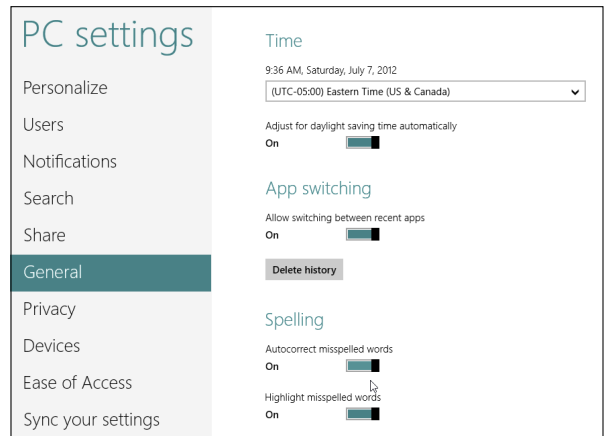 PC settings
Personalize
Users
Notifications
Search
Share
General
Privacy
Devices
Ease of Access
Sync your settings
Time
9:36 AM, Saturday, July 7, 2012
(UTC-05:00) Eastern Time (US & Canada)
Adjust for daylight saving time automatically
On
App switching
Allow switching between recent apps
On
Delete history
Spelling
Autocorrect misspelled words
On
Highlight misspelled words
On